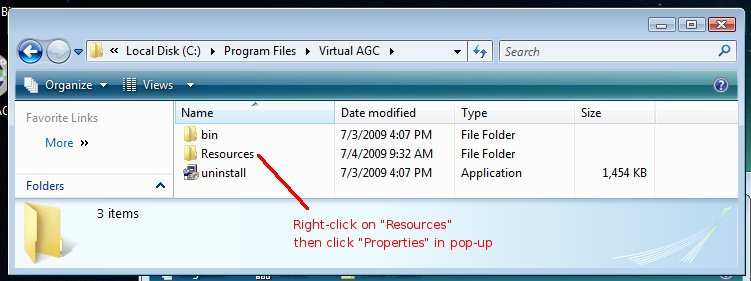 Bi
« Local Disk (C:) Program Files Virtual AGC Search
Organize Views
Favorite Links
More »
Folders
Name Date modified Type Size
bin 7/3/2009 4:07 PM File Folder
Resources 7/4/2009 9:32 AM File Folder
uninstall 7/3/2009 4:07 PM Application 1,454 KB
3 items
Right-click on "Resources"
then click "Properties" in pop-up